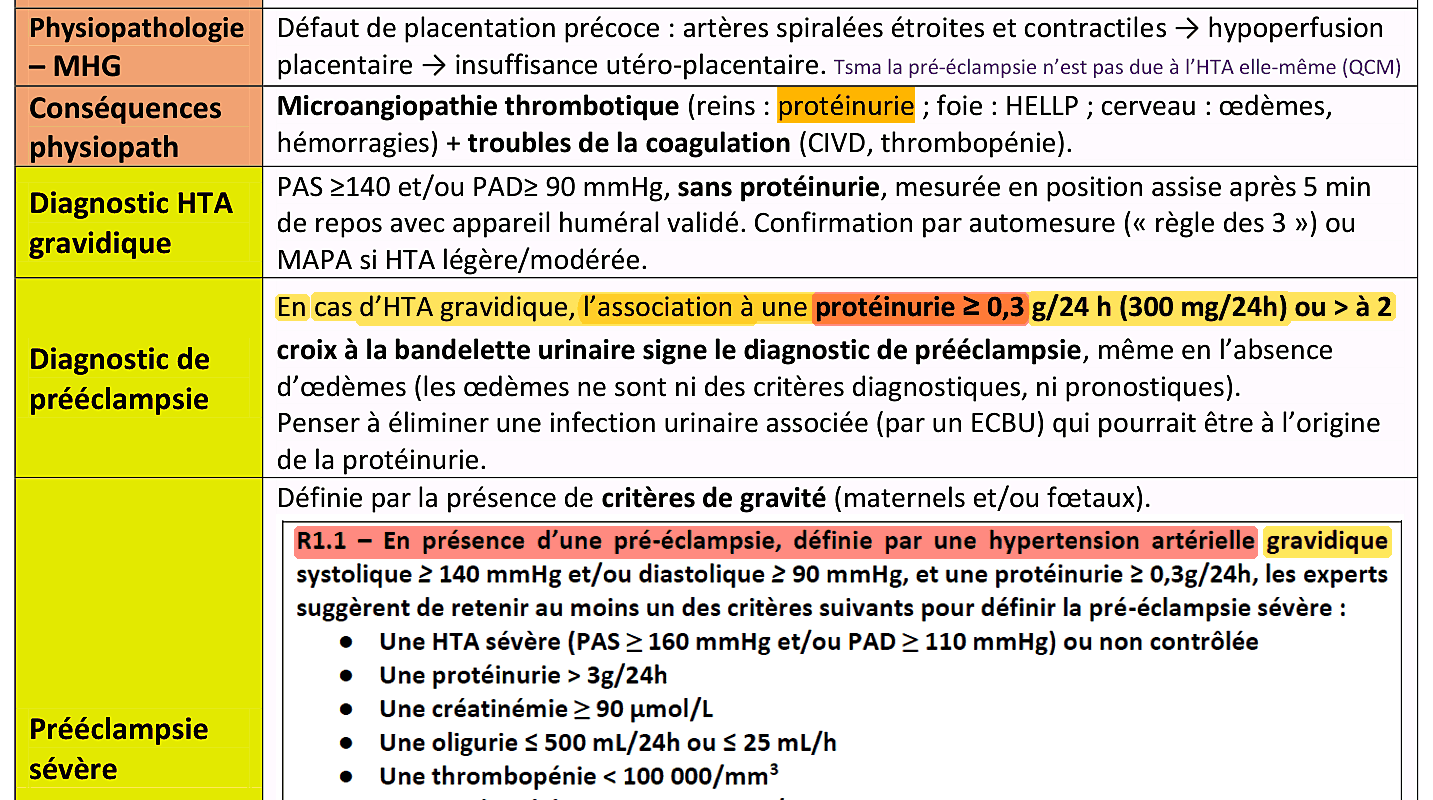 Physiopathologie
– MHG
Défaut de placentation précoce : artères spiralées étroites et contractiles → hypoperfusion
placentaire → insuffisance utéro-placentaire. Tsma la pré-éclampsie n’est pas due à l’HTA elle-même (QCM)
Conséquences
physiopath
Microangiopathie thrombotique (reins : protéinurie ; foie : HELLP ; cerveau : œdèmes,
hémorragies) + troubles de la coagulation (CIVD, thrombopénie).
Diagnostic HTA
gravidique
PAS ≥140 et/ou PAD≥ 90 mmHg, sans protéinurie, mesurée en position assise après 5 min
de repos avec appareil huméral validé. Confirmation par automesure (« règle des 3 ») ou
MAPA si HTA légère/modérée.
Diagnostic de
prééclampsie
En cas d’HTA gravidique, l’association à une protéinurie ≥ 0,3 g/24 h (300 mg/24h) ou > à 2
croix à la bandelette urinaire signe le diagnostic de prééclampsie, même en l’absence
d’œdèmes (les œdèmes ne sont ni des critères diagnostiques, ni pronostiques).
Penser à éliminer une infection urinaire associée (par un ECBU) qui pourrait être à l’origine
de la protéinurie.
Prééclampsie
sévère
Définie par la présence de critères de gravité (maternels et/ou fœtaux).
R1.1 – En présence d’une pré-éclampsie, définie par une hypertension artérielle gravidique
systolique ≥ 140 mmHg et/ou diastolique ≥ 90 mmHg, et une protéinurie ≥ 0,3g/24h, les experts
suggèrent de retenir au moins un des critères suivants pour définir la pré-éclampsie sévère :
● Une HTA sévère (PAS ≥ 160 mmHg et/ou PAD ≥ 110 mmHg) ou non contrôlée
● Une protéinurie > 3g/24h
● Une créatinémie ≥ 90 µmol/L
● Une oligurie ≤ 500 mL/24h ou ≤ 25 mL/h
● Une thrombopénie < 100 000/mm³